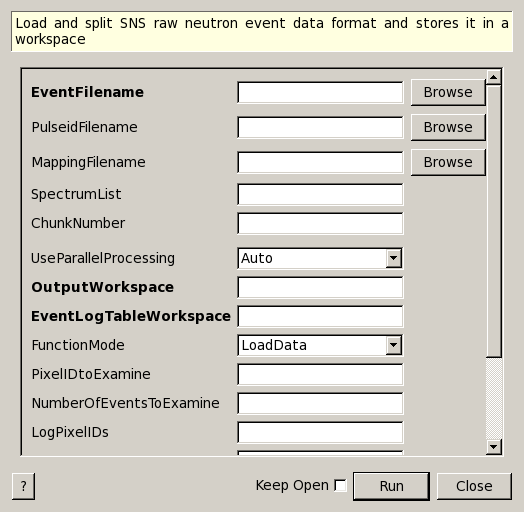 Load and split SNS raw neutron event data format and stores it in a
workspace
EventFilename Browse
PulseidFilename Browse
MappingFilename Browse
SpectrumList
ChunkNumber
UseParallelProcessing Auto
OutputWorkspace
EventLogTableWorkspace
FunctionMode LoadData
PixelIDtoExamine
NumberOfEventsToExamine
LogPixelIDs
? Keep Open Run Close